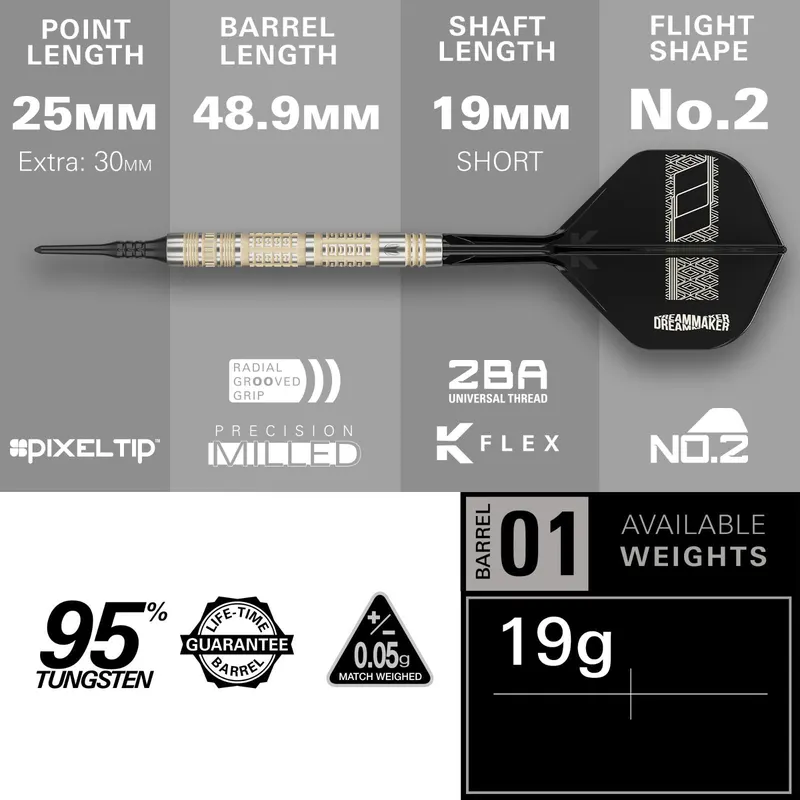 POINT
LENGTH
25MM
Extra: 30MM
BARREL
LENGTH
48.9MM
SHAFT
LENGTH
19MM
SHORT
FLIGHT
SHAPE
No.2
K
DREAMMAKER
DREAMMAKER
PIXELTIP™
RADIAL
GROOVED
GRIP
PRECISION
MILLED
2BA
UNIVERSAL THREAD
K FLEX
NO.2
95%
TUNGSTEN
LIFE-TIME
GUARANTEE
BARREL
+/-
0.05g
MATCH WEIGHED
BARREL
01
AVAILABLE
WEIGHTS
19g